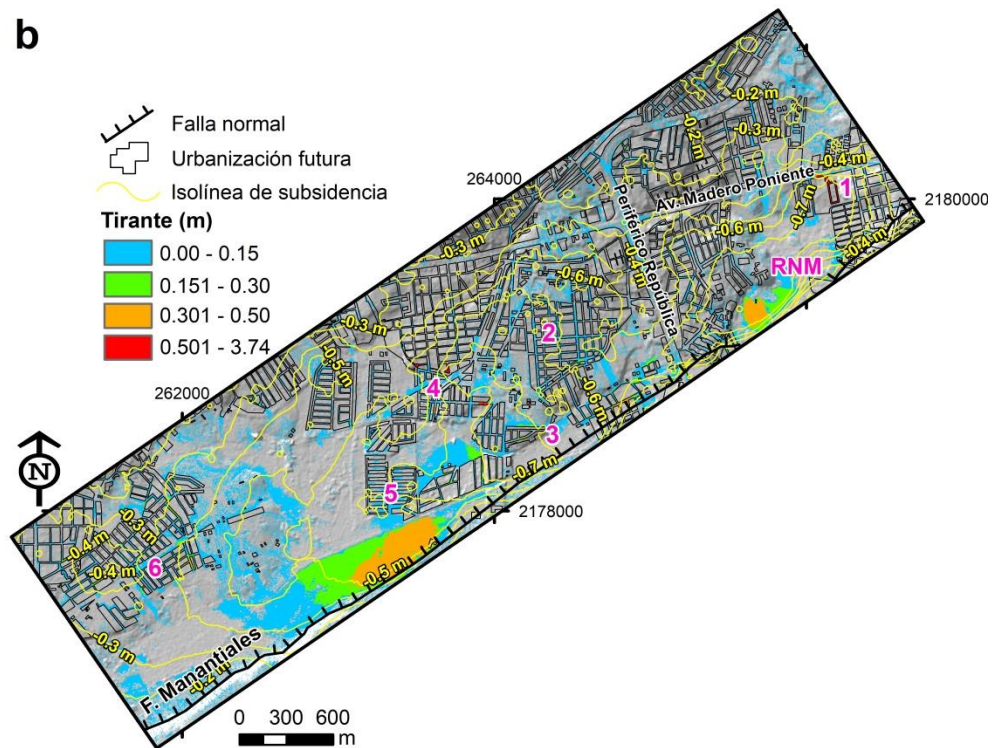 b
Falla normal
Urbanización futura
Isolínea de subsidencia
Tirante (m)
0.00 - 0.15
0.151 - 0.30
0.301 - 0.50
0.501 - 3.74
264000
262000
2180000
2178000
N
-0.2 m
-0.3 m
-0.2 m
-0.4 m
1
Av. Madero Poniente
-0.7 m
Periférico República
-0.6 m
-0.4 m
-0.4 m
RNM
-0.3 m
-0.6 m
2
-0.3 m
-0.5 m
4
-0.6 m
3
-0.7 m
5
-0.5 m
-0.3 m
-0.4 m
-0.4 m
6
-0.3 m
-0.2 m
F. Manantiales
0 300 600
m